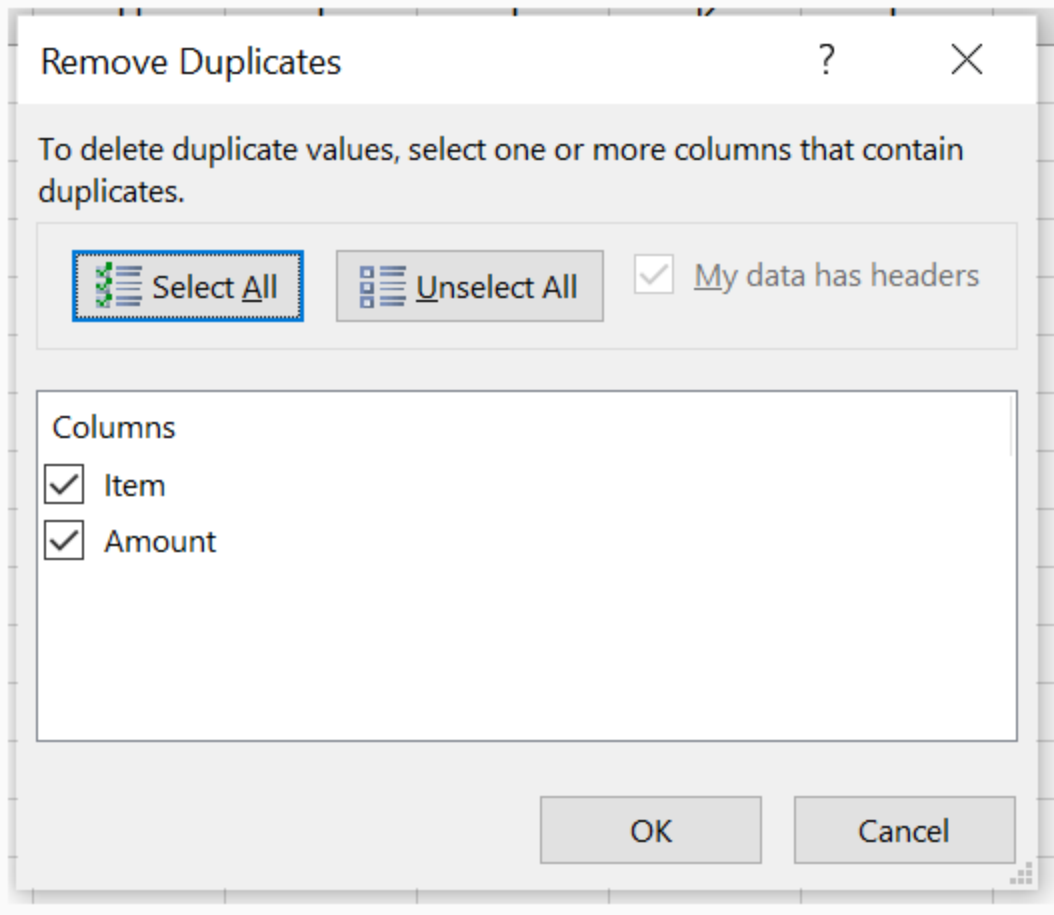 Remove Duplicates ?
To delete duplicate values, select one or more columns that contain
duplicates.
Select All Unselect All My data has headers
Columns
Item
Amount
OK Cancel